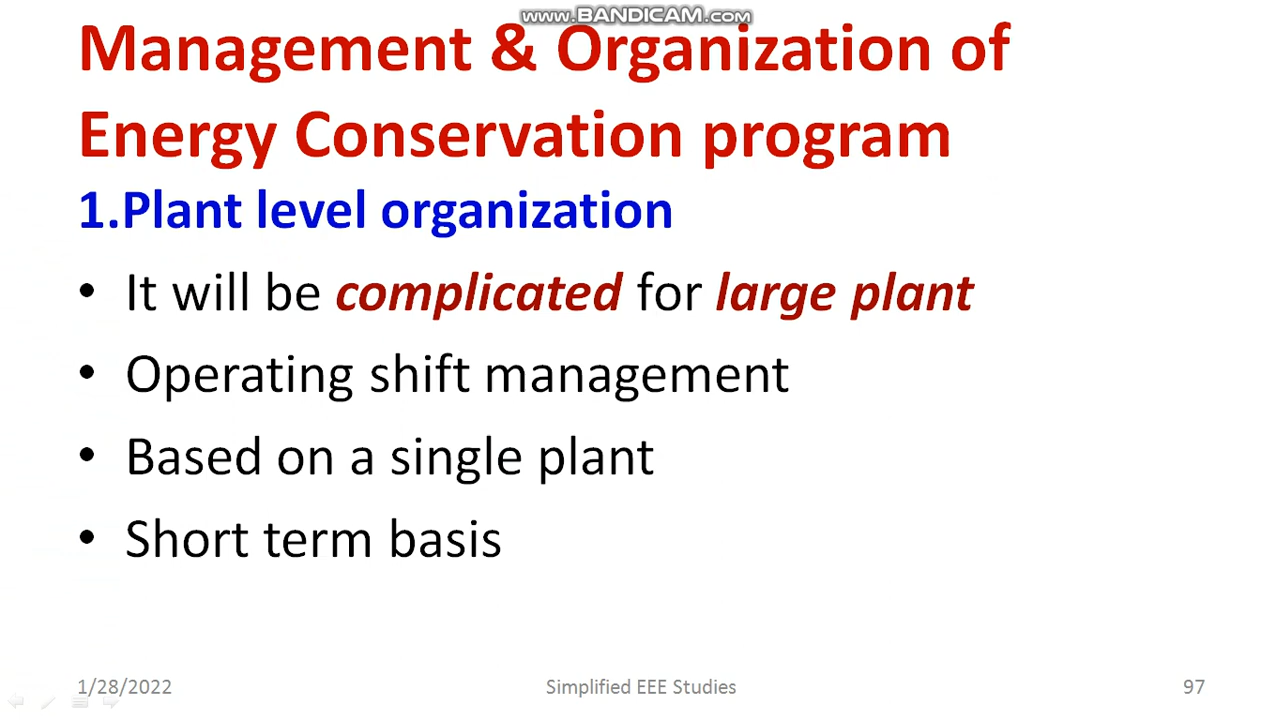 www.BANDICAM.com
Management & Organization of
Energy Conservation program
1.Plant level organization
• It will be complicated for large plant
• Operating shift management
• Based on a single plant
• Short term basis
1/28/2022
Simplified EEE Studies
97